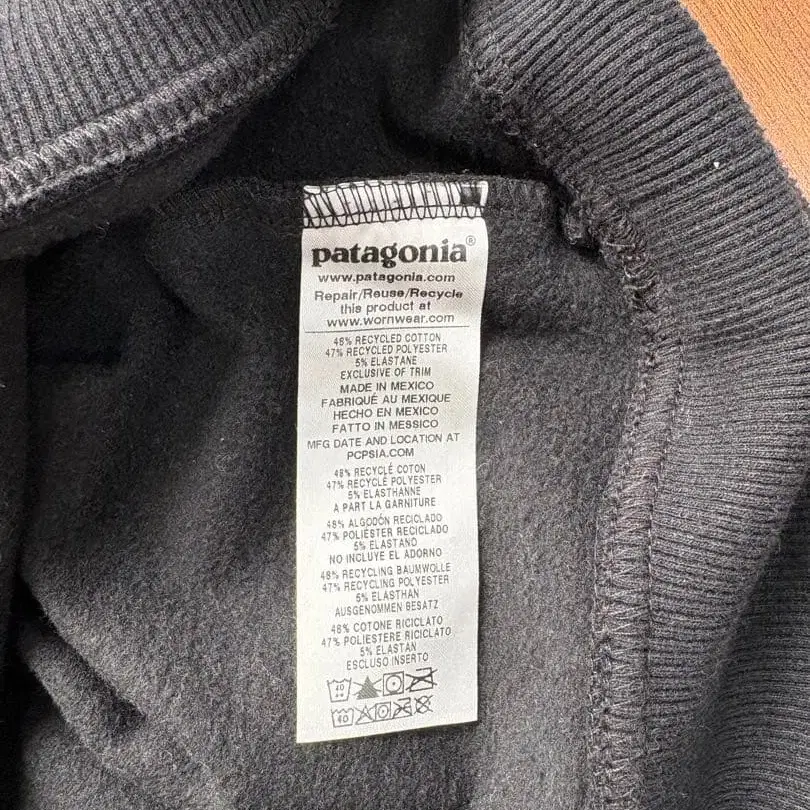 patagonia®
www.patagonia.com
Repair/Reuse/Recycle
this product at
www.wornwear.com
48% RECYCLED COTTON
47% RECYCLED POLYESTER
5% ELASTANE
EXCLUSIVE OF TRIM
MADE IN MEXICO
FABRIQUÉ AU MEXIQUE
HECHO EN MEXICO
FATTO IN MESSICO
MFG DATE AND LOCATION AT
PCPSIA.COM
48% RECYCLÉ COTON
47% RECYCLÉ POLYESTER
5% ELASTHANNE
A PART LA GARNITURE
48% ALGODÓN RECICLADO
47% POLIÉSTER RECICLADO
5% ELASTANO
NO INCLUYE EL ADORNO
48% RECYCLING BAUMWOLLE
47% RECYCLING POLYESTER
5% ELASTHAN
AUSGENOMMEN BESATZ
48% COTONE RICICLATO
47% POLIESTERE RICICLATO
5% ELASTAN
ESCLUSO INSERTO
40
40